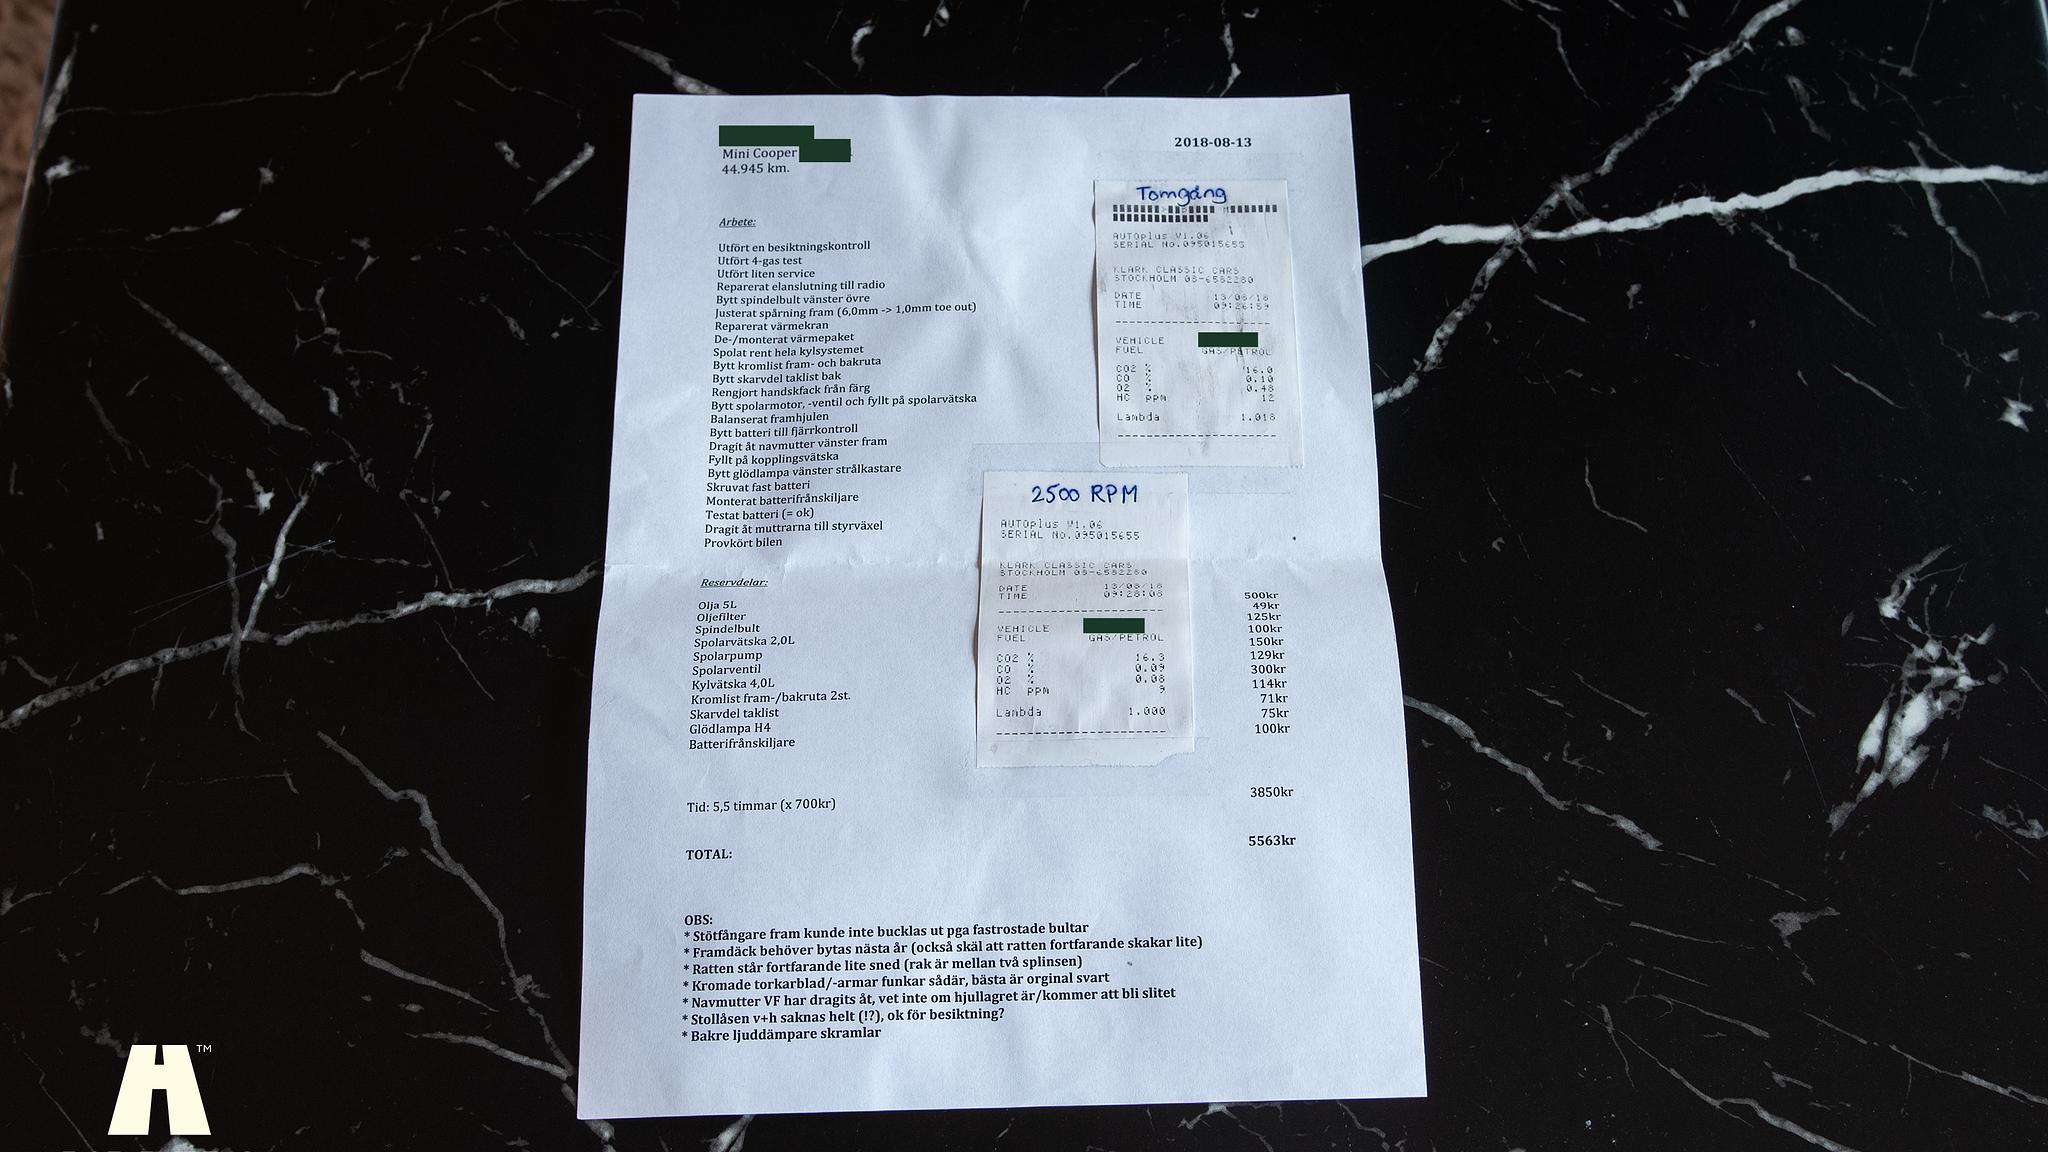 Mini Cooper
44.945 km.
2018-08-13
Arbete:
Utfört en besiktningskontroll
Utfört 4-gas test
Utfört liten service
Reparerat elanslutning till radio
Bytt spindelbult vänster övre
Justerat spårning fram (6,0mm -> 1,0mm toe out)
Reparerat värmekran
De-/monterat värmepaket
Spolat rent hela kylsystemet
Bytt kromlist fram- och bakruta
Bytt skarvdel taklist bak
Rengjort handskfack från färg
Bytt spolarmotor, -ventil och fyllt på spolarvätska
Balanserat framhjulen
Bytt batteri till fjärrkontroll
Dragit åt navmutter vänster fram
Fyllt på kopplingsvätska
Bytt glödlampa vänster strålkastare
Skruvat fast batteri
Monterat batterifrånskiljare
Testat batteri (= ok)
Dragit åt muttrarna till styrväxel
Provkört bilen
Tomgång
AUTOplus V1.06
SERIAL No.095015655
KLARK CLASSIC CARS
STOCKHOLM 08-6582280
DATE 13/08/18
TIME 09:26:59
VEHICLE
FUEL GAS/PETROL
CO2 % 16.0
CO % 0.10
O2 % 0.48
HC PPM 12
Lambda 1.018
2500 RPM
AUTOplus V1.06
SERIAL No.095015655
KLARK CLASSIC CARS
STOCKHOLM 08-6582280
DATE 13/08/18
TIME 09:28:08
VEHICLE
FUEL GAS/PETROL
CO2 % 16.3
CO % 0.09
O2 % 0.08
HC PPM 9
Lambda 1.000
Reservdelar:
Olja 5L 500kr
Oljefilter 49kr
Spindelbult 125kr
Spolarvätska 2,0L 100kr
Spolarpump 150kr
Spolarventil 129kr
Kylvätska 4,0L 300kr
Kromlist fram-/bakruta 2st. 114kr
Skarvdel taklist 71kr
Glödlampa H4 75kr
Batterifrånskiljare 100kr
Tid: 5,5 timmar (x 700kr) 3850kr
TOTAL: 5563kr
OBS:
* Stötfångare fram kunde inte bucklas ut pga fastrostade bultar
* Framdäck behöver bytas nästa år (också skäl att ratten fortfarande skakar lite)
* Ratten står fortfarande lite sned (rak är mellan två splinsen)
* Kromade torkarblad/-armar funkar sådär, bästa är orginal svart
* Navmutter VF har dragits åt, vet inte om hjullagret är/kommer att bli slitet
* Stollåsen v+h saknas helt (!?), ok för besiktning?
* Bakre ljuddämpare skramlar
H™